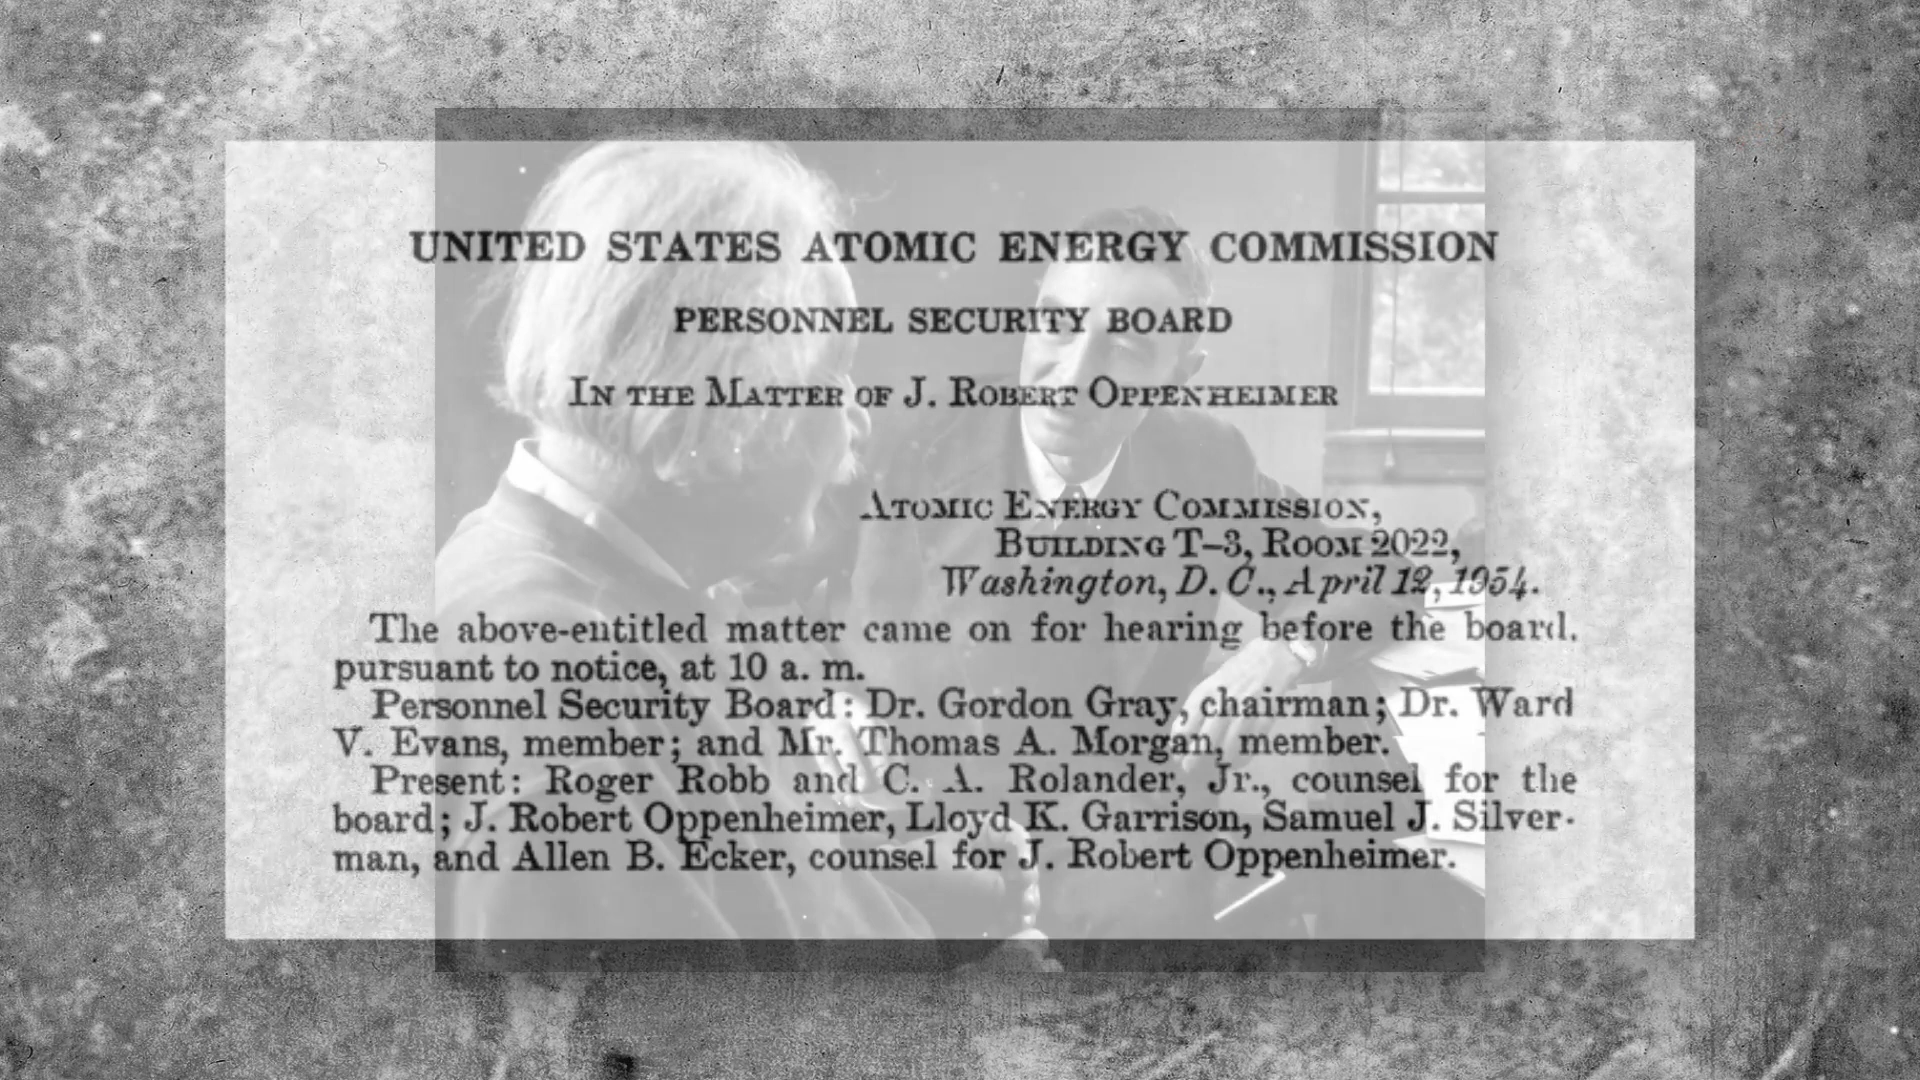 UNITED STATES ATOMIC ENERGY COMMISSION
PERSONNEL SECURITY BOARD
IN THE MATTER OF J. ROBERT OPPENHEIMER
ATOMIC ENERGY COMMISSION,
BUILDING T–3, ROOM 2022,
Washington, D. C., April 12, 1954.
The above-entitled matter came on for hearing before the board,
pursuant to notice, at 10 a. m.
Personnel Security Board: Dr. Gordon Gray, chairman; Dr. Ward
V. Evans, member; and Mr. Thomas A. Morgan, member.
Present: Roger Robb and C. A. Rolander, Jr., counsel for the
board; J. Robert Oppenheimer, Lloyd K. Garrison, Samuel J. Silver-
man, and Allen B. Ecker, counsel for J. Robert Oppenheimer.